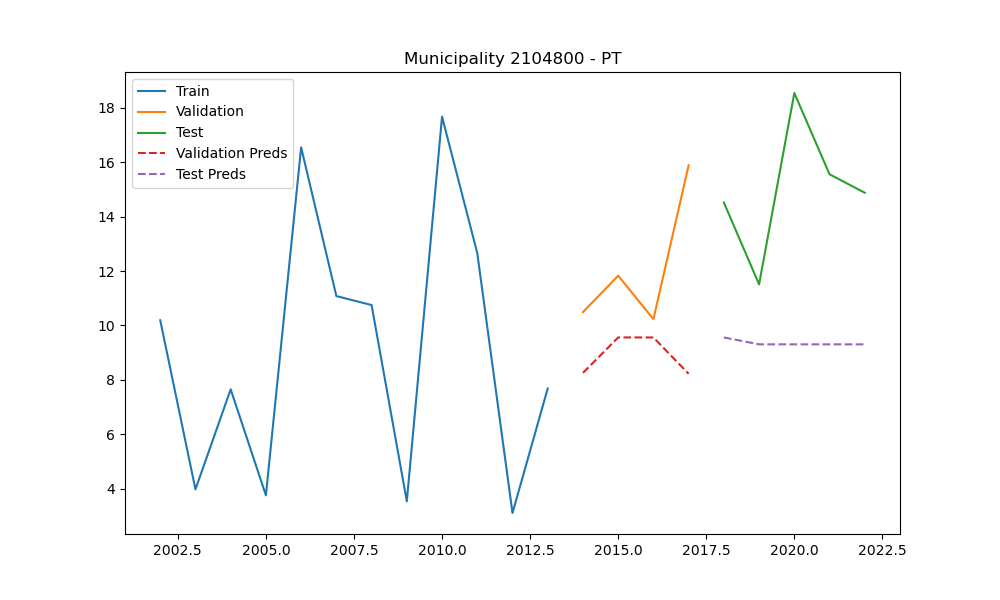 Municipality 2104800 - PT
Train
Validation
Test
Validation Preds
Test Preds
18
16
14
12
10
8
6
4
2002.5 2005.0 2007.5 2010.0 2012.5 2015.0 2017.5 2020.0 2022.5